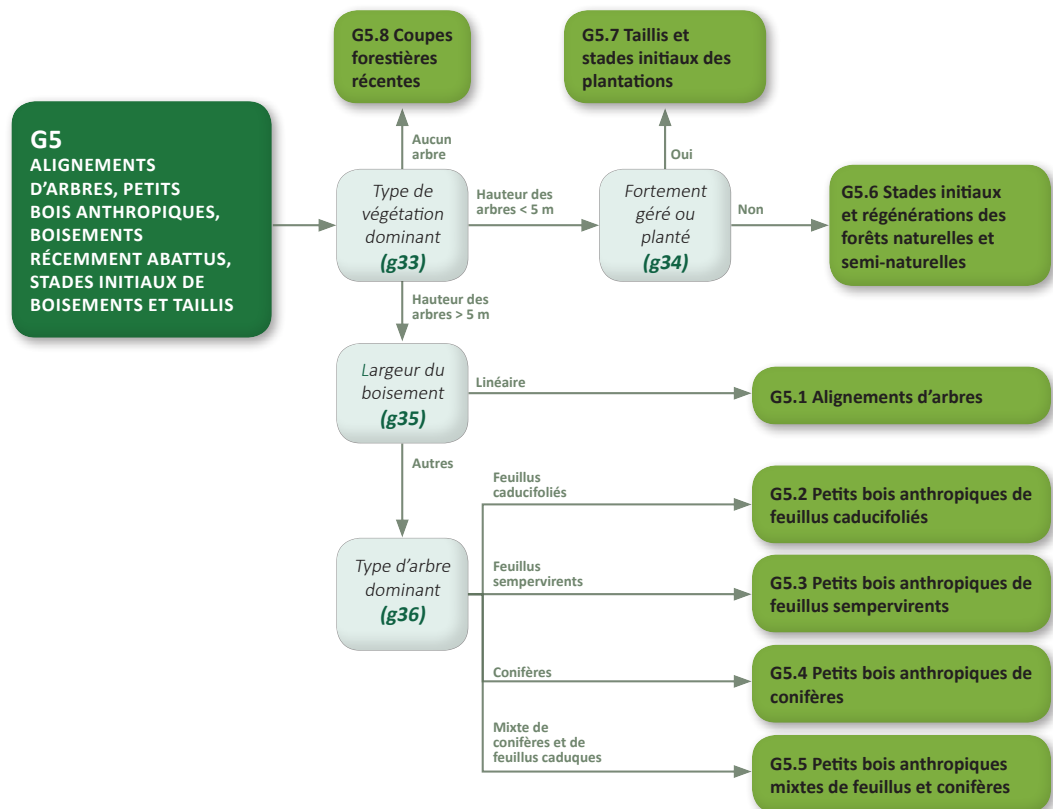 G5.8 Coupes
forestières
récentes
G5.7 Taillis et
stades initiaux des
plantations
G5
ALIGNEMENTS
D’ARBRES, PETITS
BOIS ANTHROPIQUES,
BOISEMENTS
RÉCEMMENT ABATTUS,
STADES INITIAUX DE
BOISEMENTS ET TAILLIS
Aucun
arbre
Oui
Type de
végétation
dominant
(g33)
Hauteur des
arbres < 5 m
Fortement
géré ou
planté
(g34)
Non
G5.6 Stades initiaux
et régénérations des
forêts naturelles et
semi-naturelles
Hauteur des
arbres > 5 m
Largeur du
boisement
(g35)
Linéaire
G5.1 Alignements d’arbres
Autres
Feuillus
caducifoliés
G5.2 Petits bois anthropiques de
feuillus caducifoliés
Type d’arbre
dominant
(g36)
Feuillus
sempervirents
G5.3 Petits bois anthropiques de
feuillus sempervirents
Conifères
G5.4 Petits bois anthropiques de
conifères
Mixte de
conifères et de
feuillus caduques
G5.5 Petits bois anthropiques
mixtes de feuillus et conifères